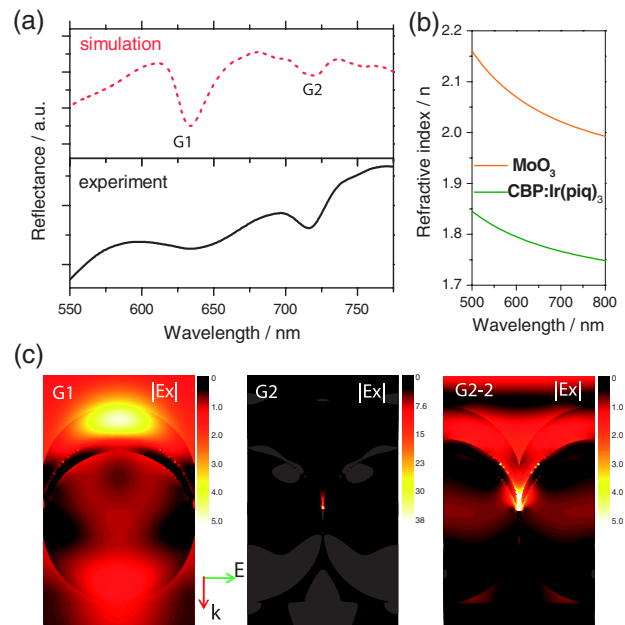 (a)
simulation
G1
G2
experiment
Reflectance / a.u.
550 600 650 700 750
Wavelength / nm
(b)
2.2
2.1
2.0
1.9
1.8
1.7
Refractive index / n
MoO₃
CBP:Ir(piq)₃
500 600 700 800
Wavelength / nm
(c)
G1 |Ex|
0
1.0
2.0
3.0
4.0
5.0
E
k
G2 |Ex|
0
7.6
15
23
30
38
G2-2 |Ex|
0
1.0
2.0
3.0
4.0
5.0